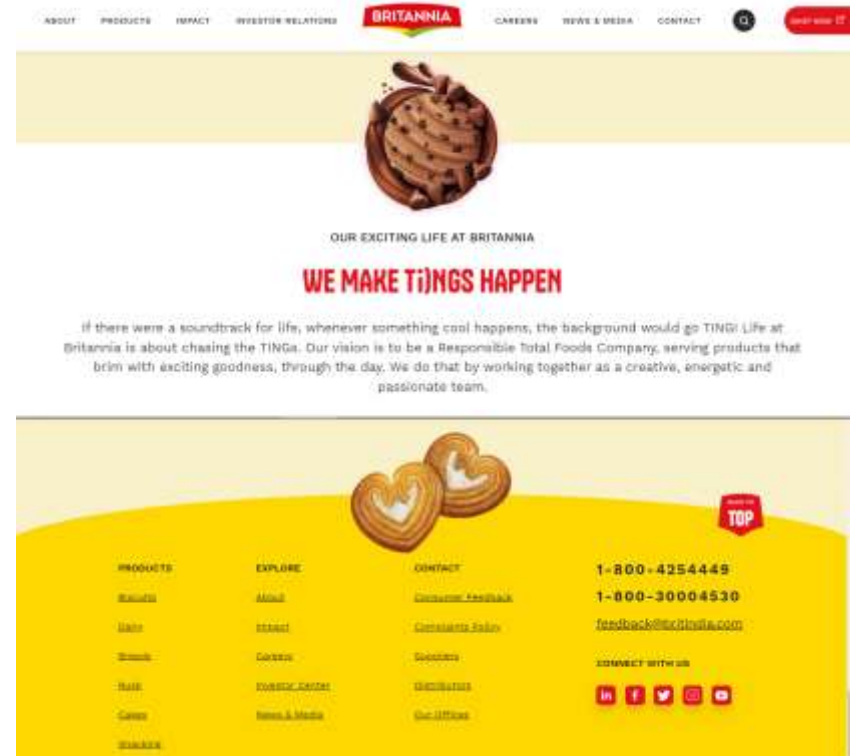 ABOUT PRODUCTS IMPACT INVESTOR RELATIONS BRITANNIA CAREERS NEWS & MEDIA CONTACT SHOP NOW
OUR EXCITING LIFE AT BRITANNIA
WE MAKE Ti)NGS HAPPEN
If there were a soundtrack for life, whenever something cool happens, the background would go TING! Life at
Britannia is about chasing the TINGs. Our vision is to be a Responsible Total Foods Company, serving products that
brim with exciting goodness, through the day. We do that by working together as a creative, energetic and
passionate team.
BACK TO
TOP
PRODUCTS
Biscuits
Dairy
Breads
Rusk
Cakes
Snacking
EXPLORE
About
Impact
Careers
Investor Center
News & Media
CONTACT
Consumer Feedback
Complaints Policy
Suppliers
Distributors
Our Offices
1-800-4254449
1-800-30004530
feedback@britindia.com
CONNECT WITH US